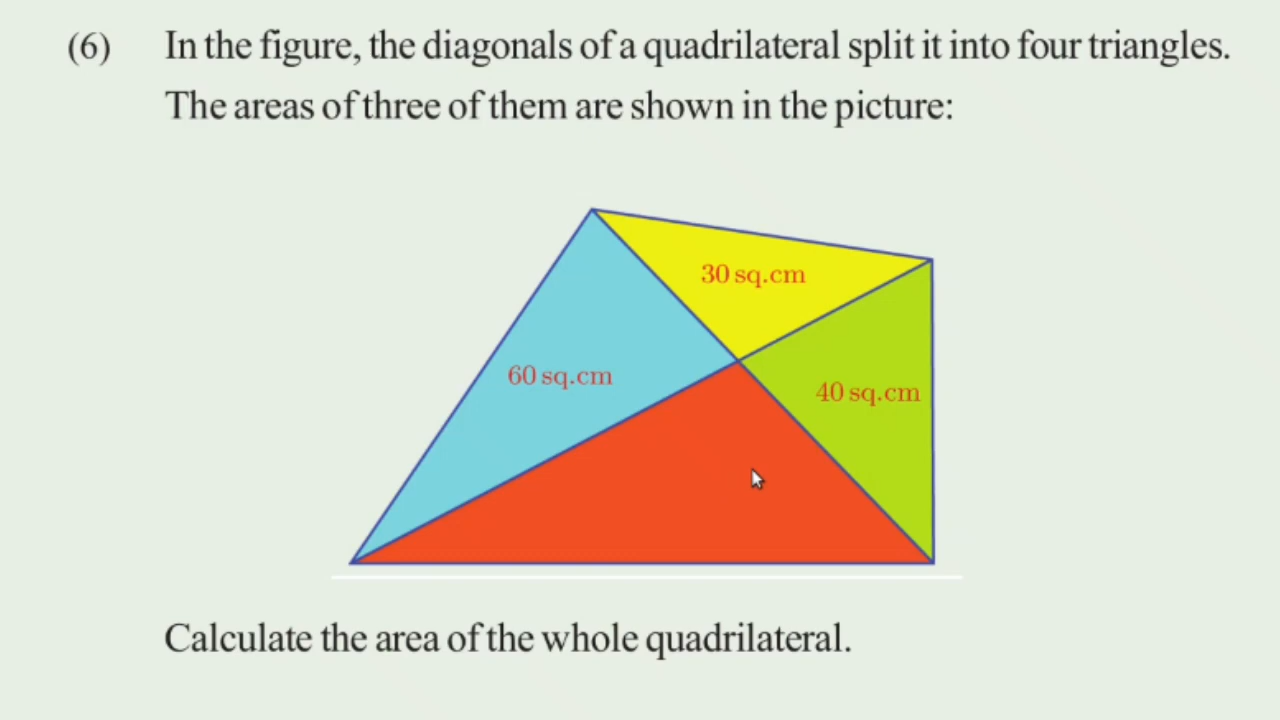 (6) In the figure, the diagonals of a quadrilateral split it into four triangles.
The areas of three of them are shown in the picture:
30 sq.cm
60 sq.cm
40 sq.cm
Calculate the area of the whole quadrilateral.